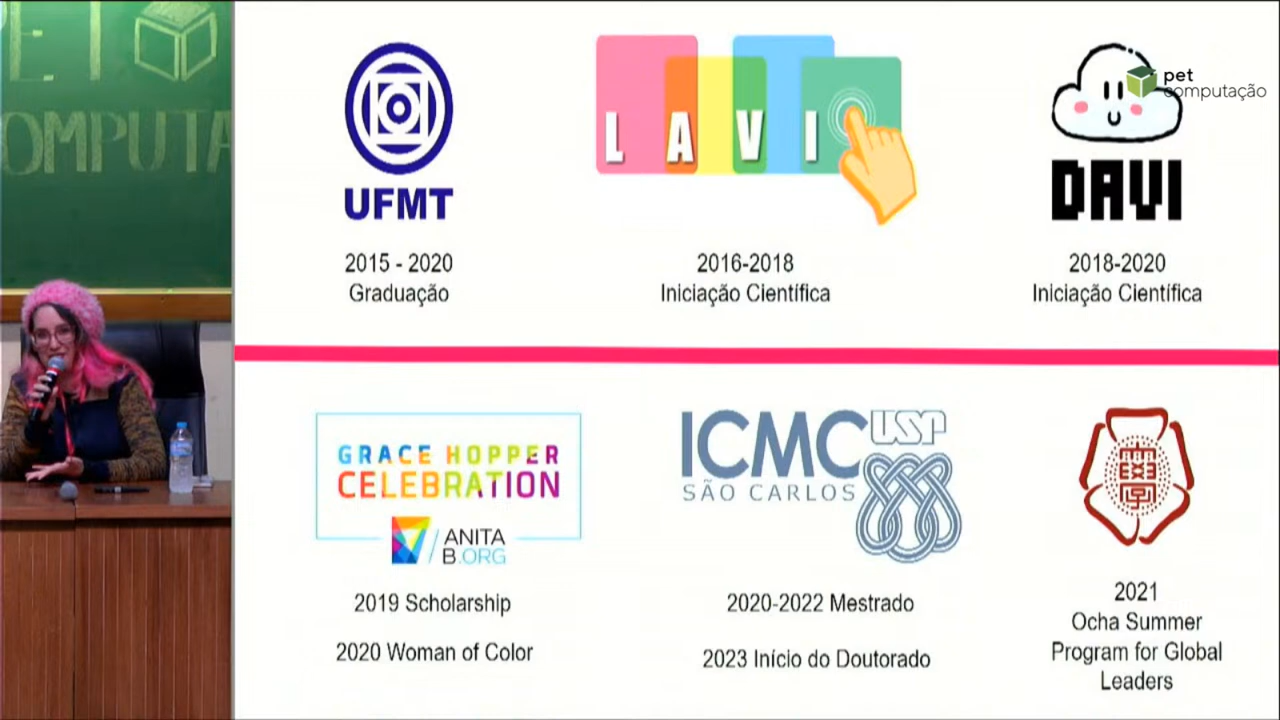 PET
COMPUTA
UFMT
2015 - 2020
Graduação
LAVI
2016-2018
Iniciação Científica
pet
computação
DAVI
2018-2020
Iniciação Científica
GRACE HOPPER
CELEBRATION
ANITA
B.ORG
2019 Scholarship
2020 Woman of Color
ICMC USP
SÃO CARLOS
2020-2022 Mestrado
2023 Início do Doutorado
2021
Ocha Summer
Program for Global
Leaders